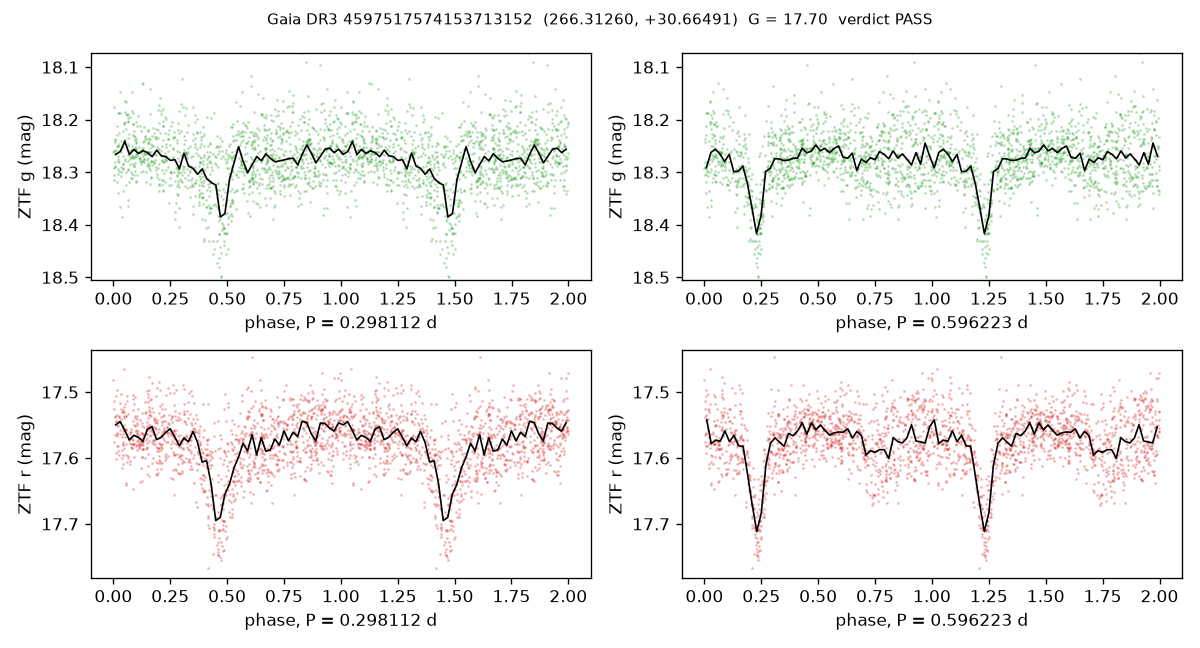 Gaia DR3 4597517574153713152  (266.31260, +30.66491)  G = 17.70  verdict PASS
ZTF g (mag)
18.1
18.2
18.3
18.4
18.5
0.00 0.25 0.50 0.75 1.00 1.25 1.50 1.75 2.00
phase, P = 0.298112 d
ZTF g (mag)
18.1
18.2
18.3
18.4
18.5
0.00 0.25 0.50 0.75 1.00 1.25 1.50 1.75 2.00
phase, P = 0.596223 d
ZTF r (mag)
17.5
17.6
17.7
0.00 0.25 0.50 0.75 1.00 1.25 1.50 1.75 2.00
phase, P = 0.298112 d
ZTF r (mag)
17.5
17.6
17.7
0.00 0.25 0.50 0.75 1.00 1.25 1.50 1.75 2.00
phase, P = 0.596223 d